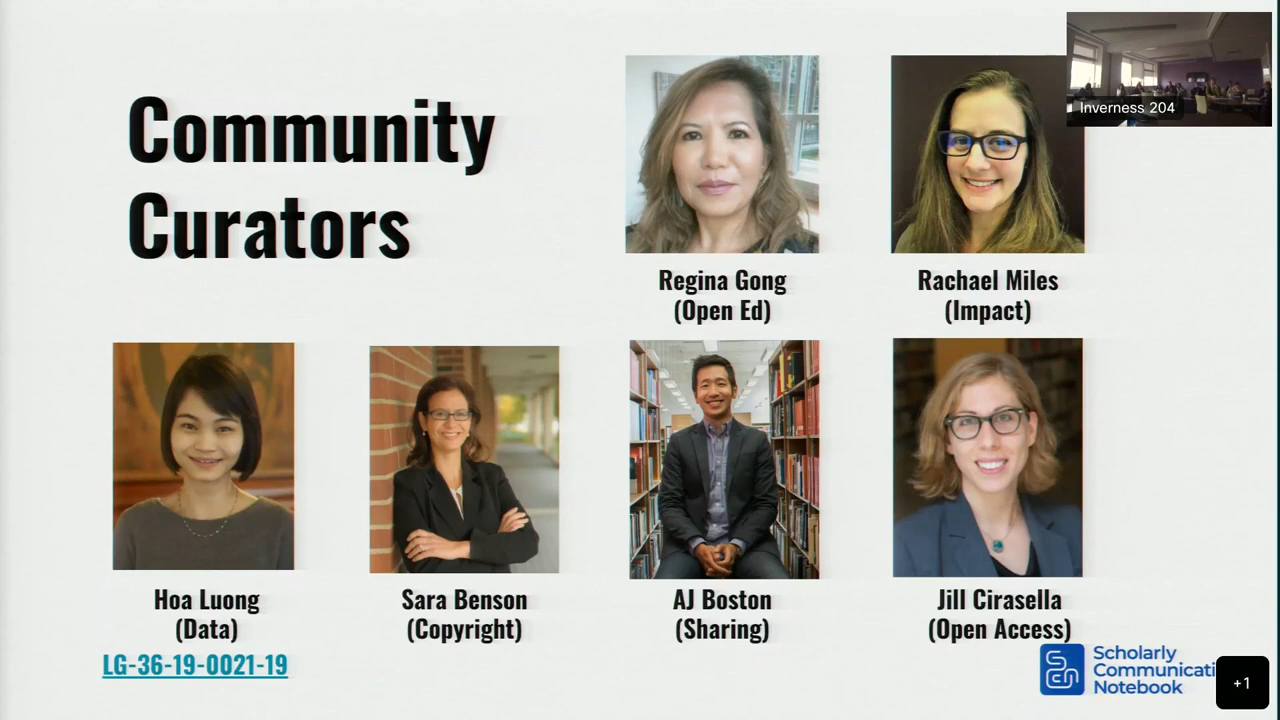 Community
Curators
Inverness 204
Regina Gong
(Open Ed)
Rachael Miles
(Impact)
Hoa Luong
(Data)
Sara Benson
(Copyright)
AJ Boston
(Sharing)
Jill Cirasella
(Open Access)
LG-36-19-0021-19
Scholarly
Communicati
Notebook
+1